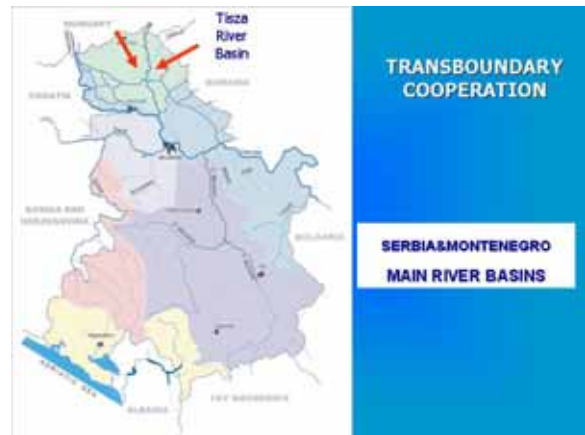 Tisza
River
Basin
HUNGARY
CROATIA
ROMANIA
BOSNIA AND
HERZEGOVINA
BULGARIA
ADRIATIC SEA
ALBANIA
FYR MACEDONIA
TRANSBOUNDARY
COOPERATION
SERBIA&MONTENEGRO
MAIN RIVER BASINS